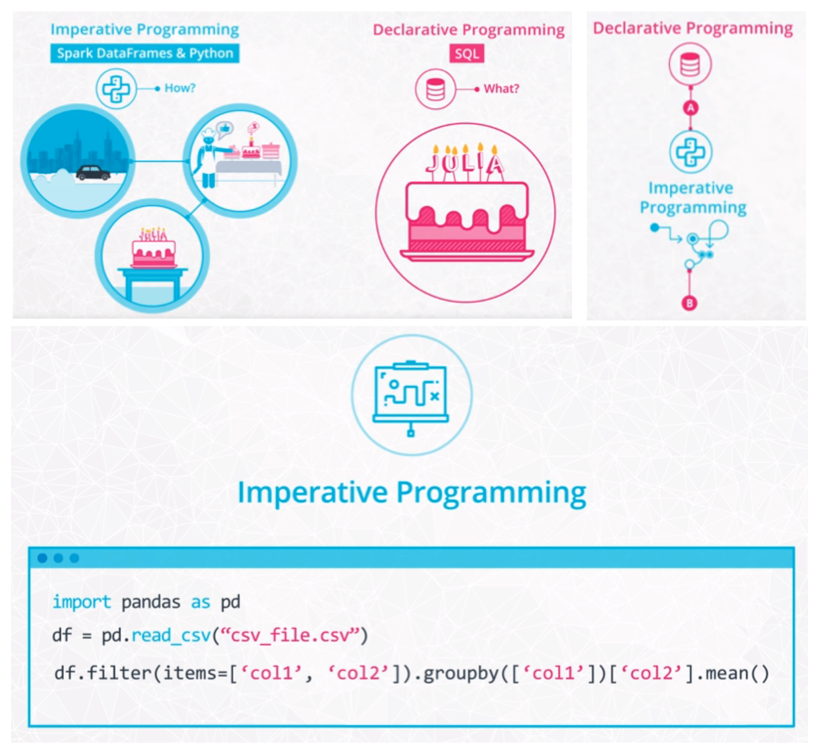 Imperative Programming
Spark DataFrames & Python
How?
Declarative Programming
SQL
What?
JULIA
JULIA
Declarative Programming
A
Imperative
Programming
B
Imperative Programming
import pandas as pd
df = pd.read_csv(“csv_file.csv”)
df.filter(items=[‘col1’, ‘col2’]).groupby([‘col1’])[‘col2’].mean()